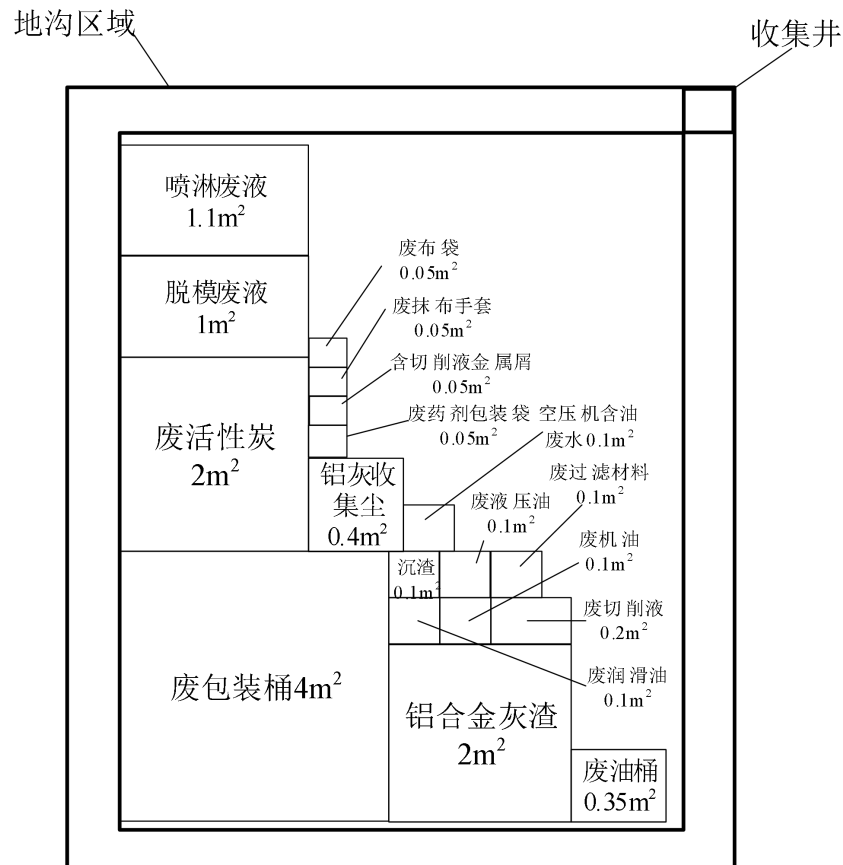 地沟区域
收集井
喷淋废液
1.1m²
脱模废液
1m²
废活性炭
2m²
废布袋
0.05m²
废抹布手套
0.05m²
含切削液金属屑
0.05m²
废药剂包装袋
0.05m²
空压机含油
废水0.1m²
铝灰收
集尘
0.4m²
废液压油
0.1m²
废过滤材料
0.1m²
沉渣
0.1m²
废机油
0.1m²
废切削液
0.2m²
废润滑油
0.1m²
废包装桶4m²
铝合金灰渣
2m²
废油桶
0.35m²